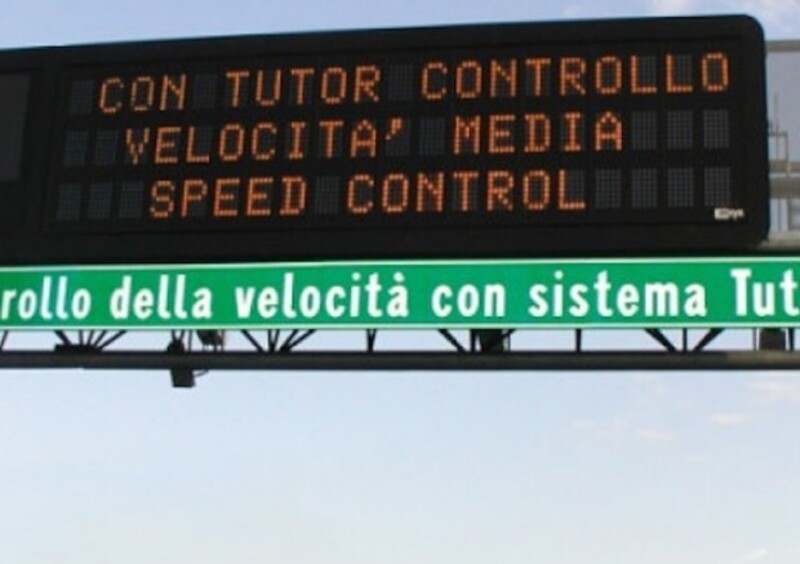 CON TUTOR CONTROLLO
VELOCITA' MEDIA
SPEED CONTROL
rollo della velocità con sistema Tut